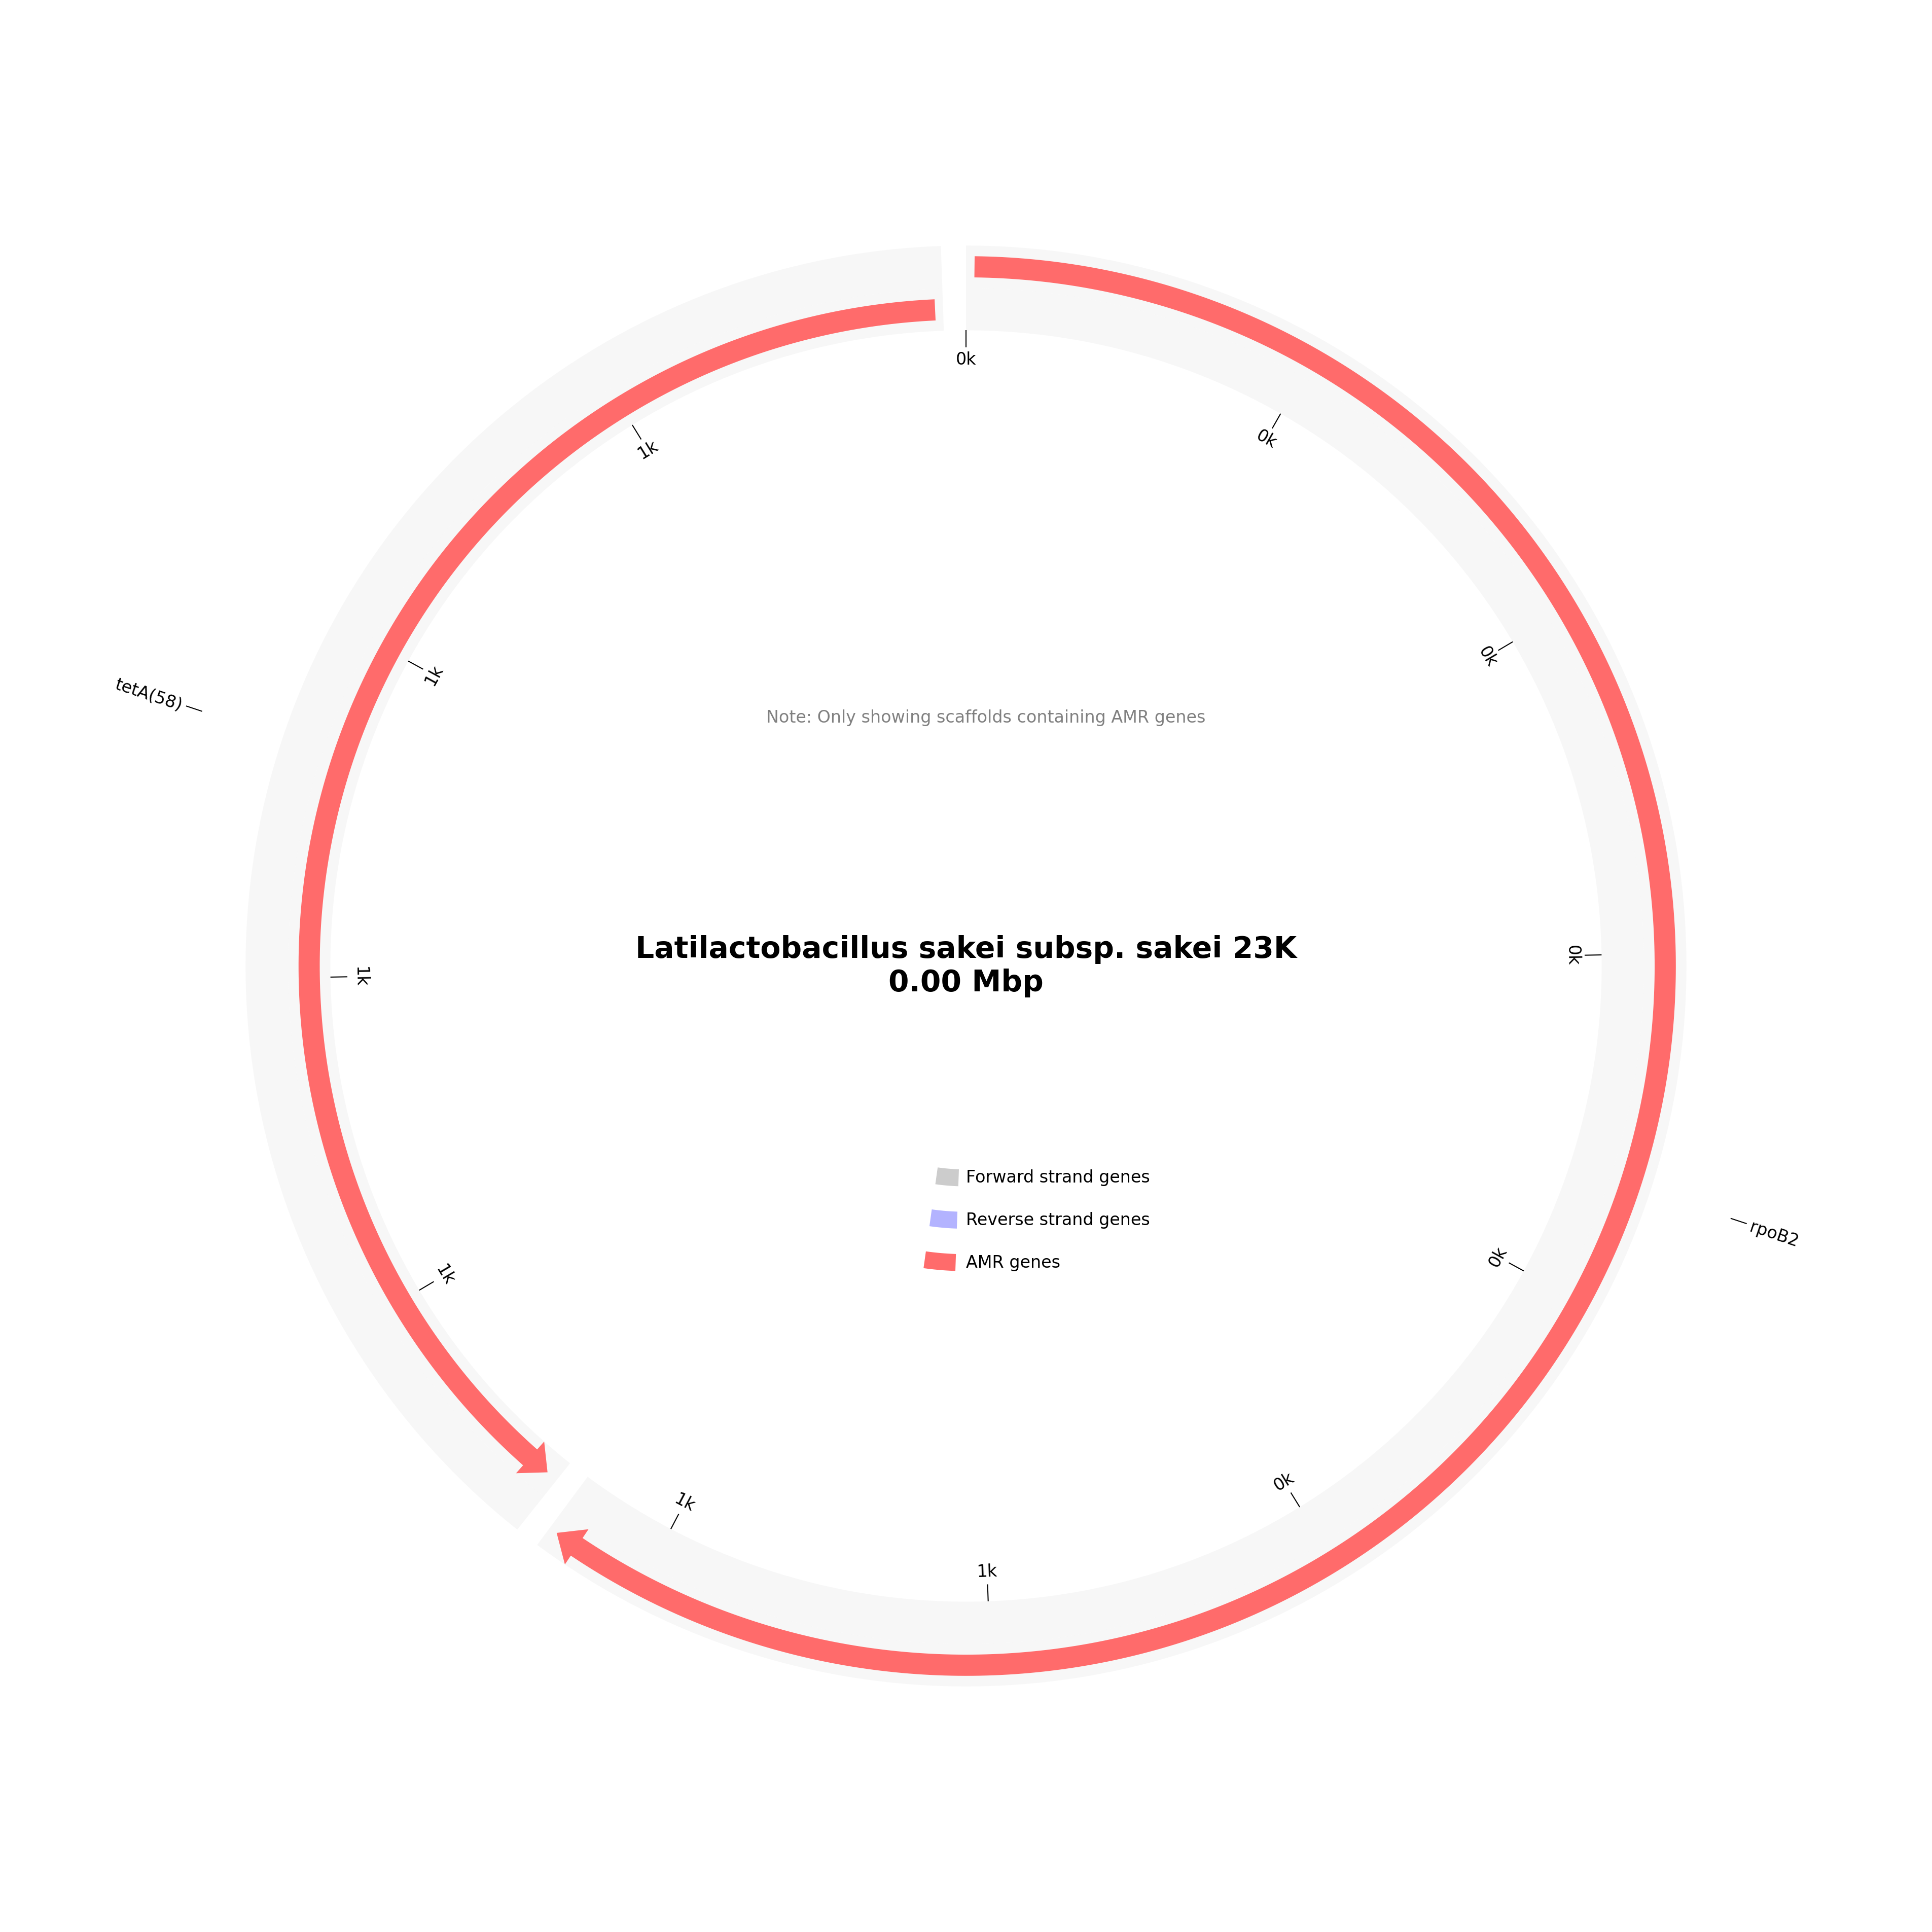 0k
0k
1k
0k
1k
tetA(58)
Note: Only showing scaffolds containing AMR genes
Latilactobacillus sakei subsp. sakei 23K
0.00 Mbp
0k
1k
Forward strand genes
Reverse strand genes
AMR genes
rpoB2
0k
1k
0k
1k
1k